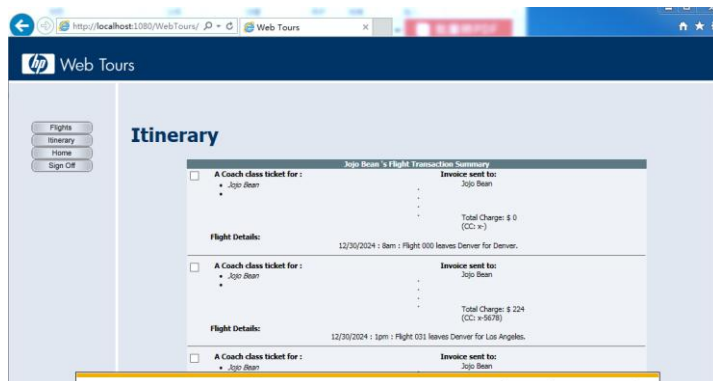 http://localhost:1080/WebTours/
Web Tours
hp Web Tours
Flights
Itinerary
Home
Sign Off
Itinerary
Jojo Bean 's Flight Transaction Summary
A Coach class ticket for :
Jojo Bean
Invoice sent to:
Jojo Bean
Total Charge: $ 0
(CC: x-)
Flight Details:
12/30/2024 : 8am : Flight 000 leaves Denver for Denver.
A Coach class ticket for :
Jojo Bean
Invoice sent to:
Jojo Bean
Total Charge: $ 224
(CC: x-5678)
Flight Details:
12/30/2024 : 1pm : Flight 031 leaves Denver for Los Angeles.
A Coach class ticket for :
Jojo Bean
Invoice sent to:
Jojo Bean